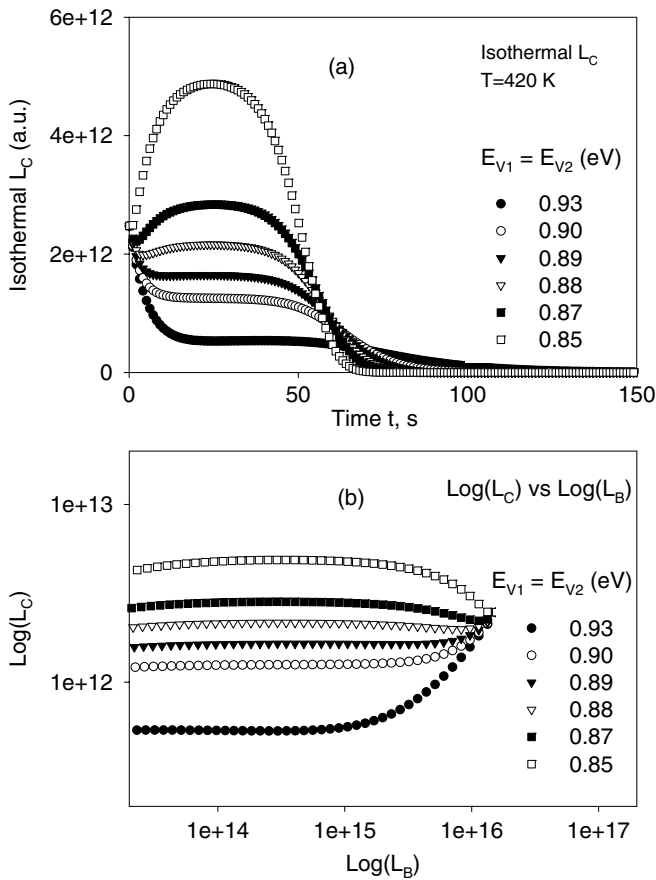 6e+12
4e+12
2e+12
0
Isothermal L_C (a.u.)
(a)
Isothermal L_C
T=420 K
E_V1 = E_V2 (eV)
0.93
0.90
0.89
0.88
0.87
0.85
0
50
100
150
Time t, s
1e+13
1e+12
Log(L_C)
(b)
Log(L_C) vs Log(L_B)
E_V1 = E_V2 (eV)
0.93
0.90
0.89
0.88
0.87
0.85
1e+14
1e+15
1e+16
1e+17
Log(L_B)